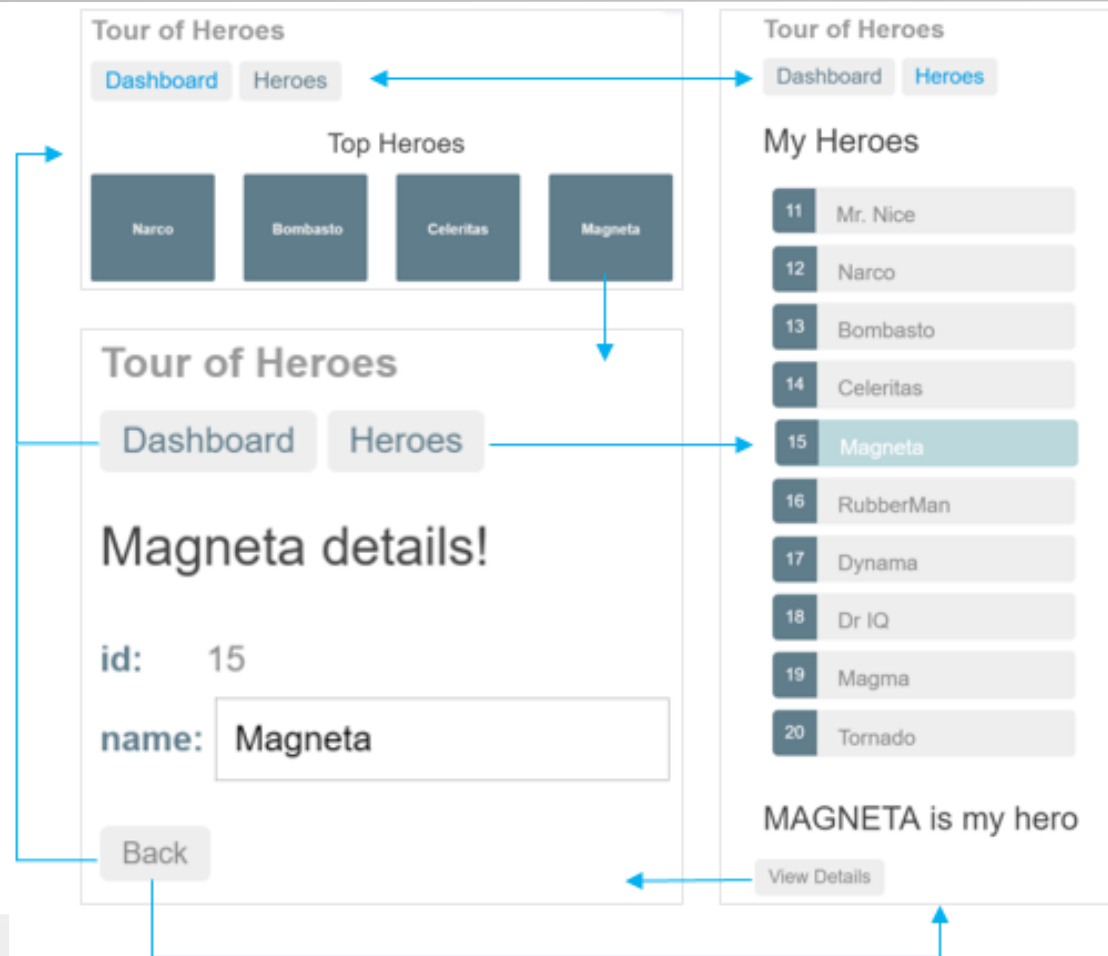 Tour of Heroes
Dashboard Heroes
Top Heroes
Narco Bombasto Celeritas Magneta
Tour of Heroes
Dashboard Heroes
Magneta details!
id: 15
name: Magneta
Back
Tour of Heroes
Dashboard Heroes
My Heroes
11 Mr. Nice
12 Narco
13 Bombasto
14 Celeritas
15 Magneta
16 RubberMan
17 Dynama
18 Dr IQ
19 Magma
20 Tornado
MAGNETA is my hero
View Details